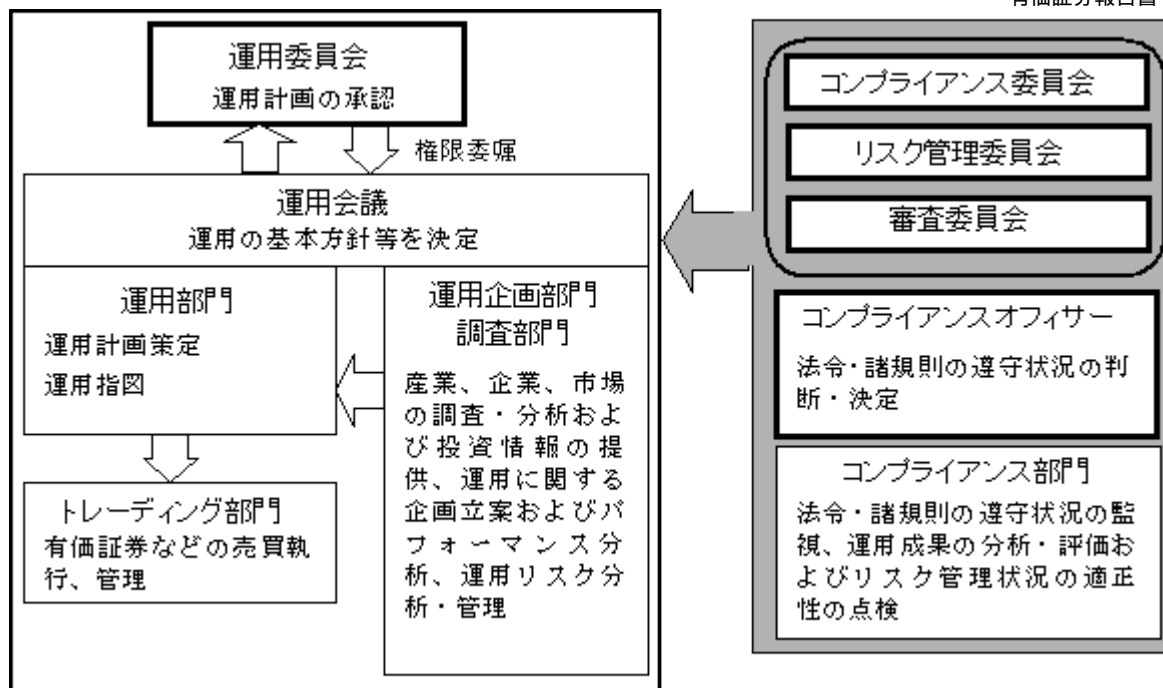 有価証券報告書
運用委員会
運用計画の承認
権限委嘱
運用会議
運用の基本方針等を決定
運用部門
運用計画策定
運用指図
運用企画部門
調査部門
産業、企業、市場
の調査・分析およ
び投資情報の提
供、運用に関する
企画立案およびパ
フォーマンス分
析、運用リスク分
析・管理
トレーディング部門
有価証券などの売買執
行、管理
コンプライアンス委員会
リスク管理委員会
審査委員会
コンプライアンスオフィサー
法令・諸規則の遵守状況の判
断・決定
コンプライアンス部門
法令・諸規則の遵守状況の監
視、運用成果の分析・評価お
よびリスク管理状況の適正
性の点検